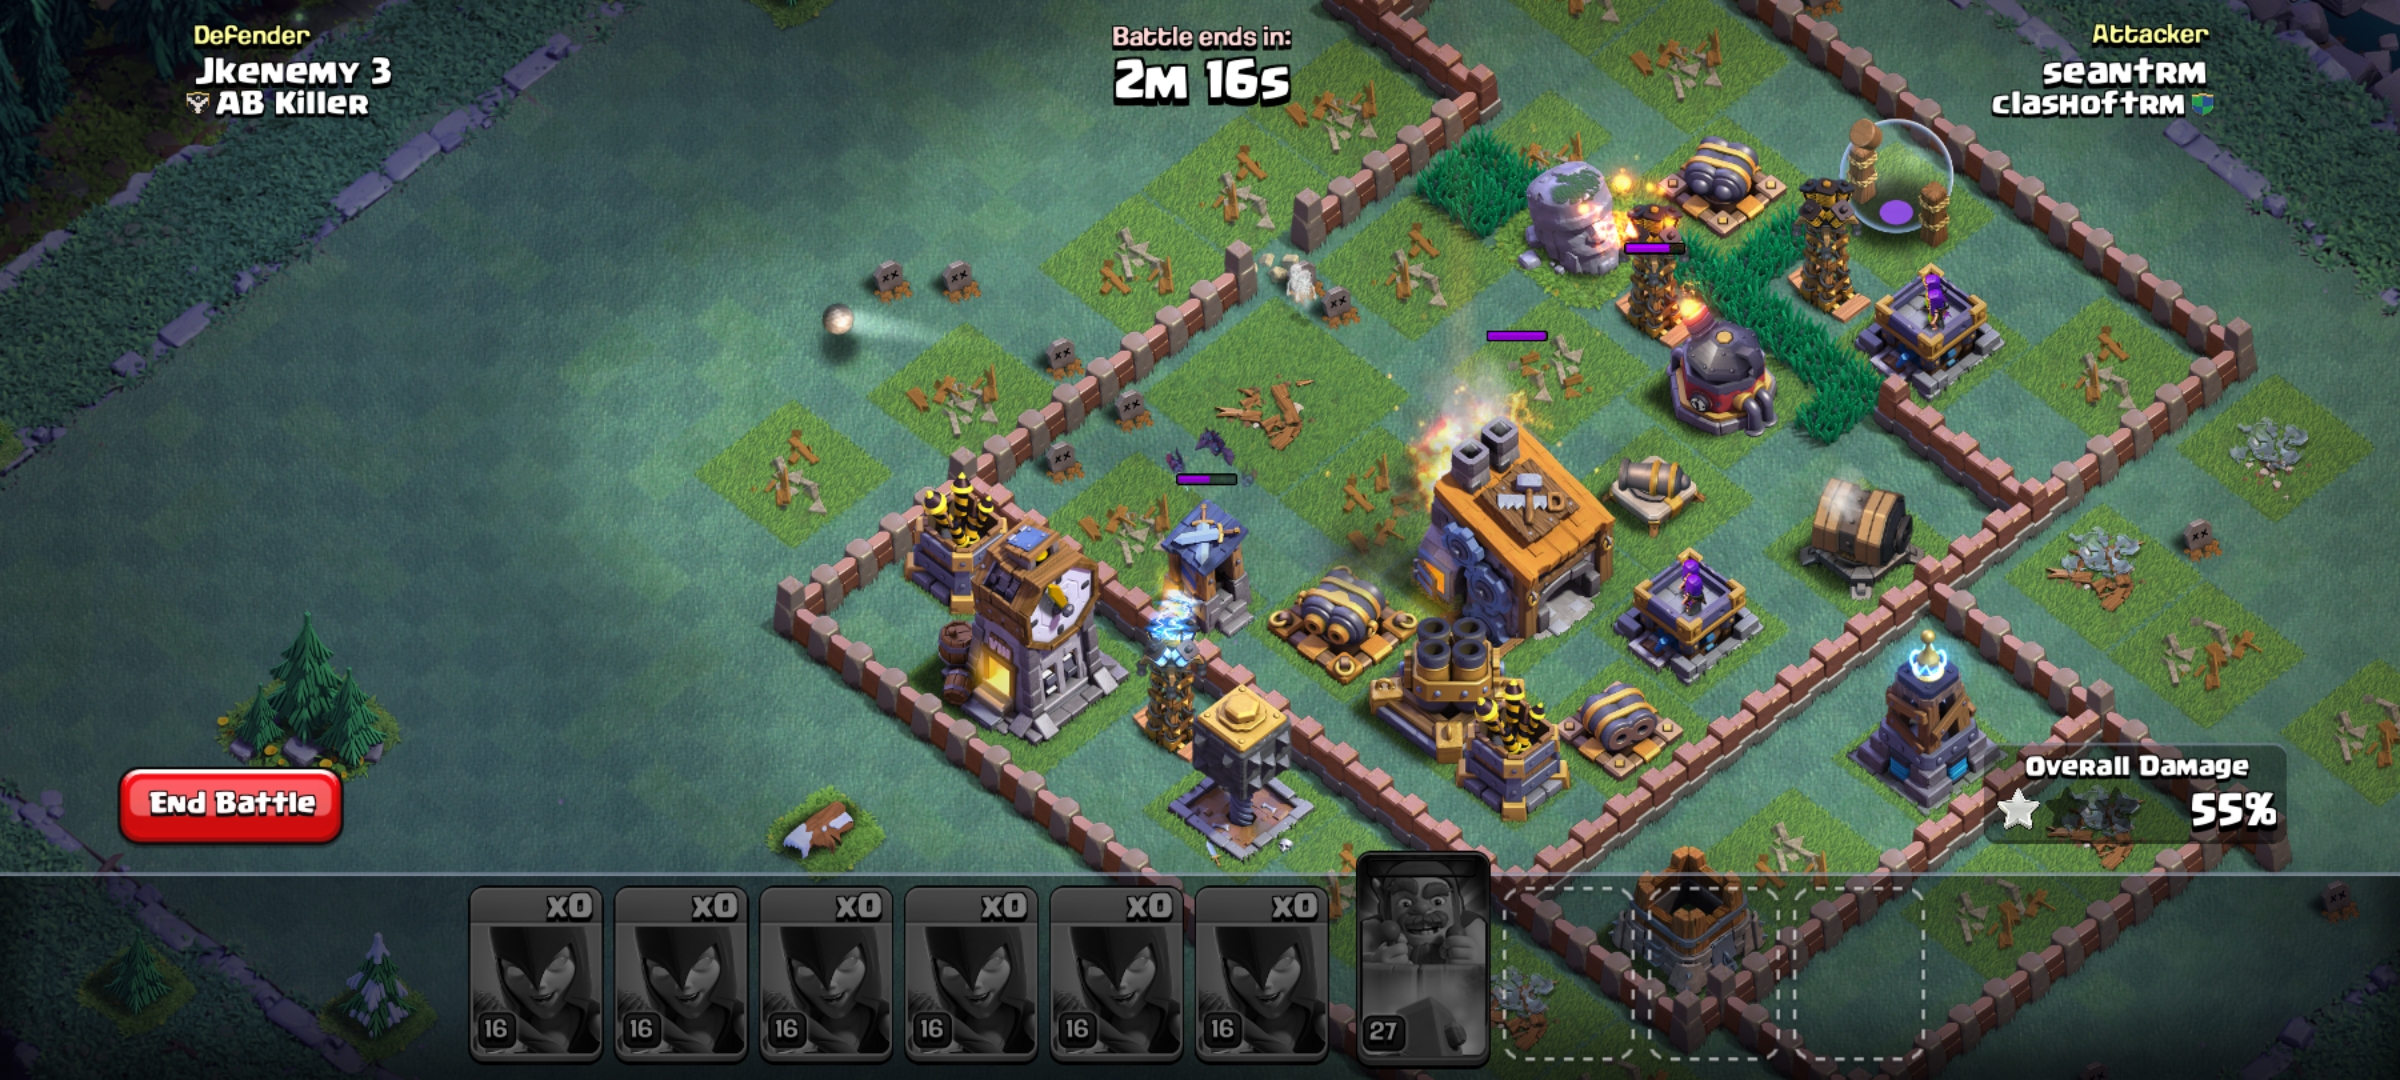 Defender
Jkenemy 3
AB Killer
Battle ends in:
2M 16s
Attacker
seantrm
clashoftrm
End Battle
Overall Damage
55%
x0
x0
x0
x0
x0
x0
16
16
16
16
16
16
27